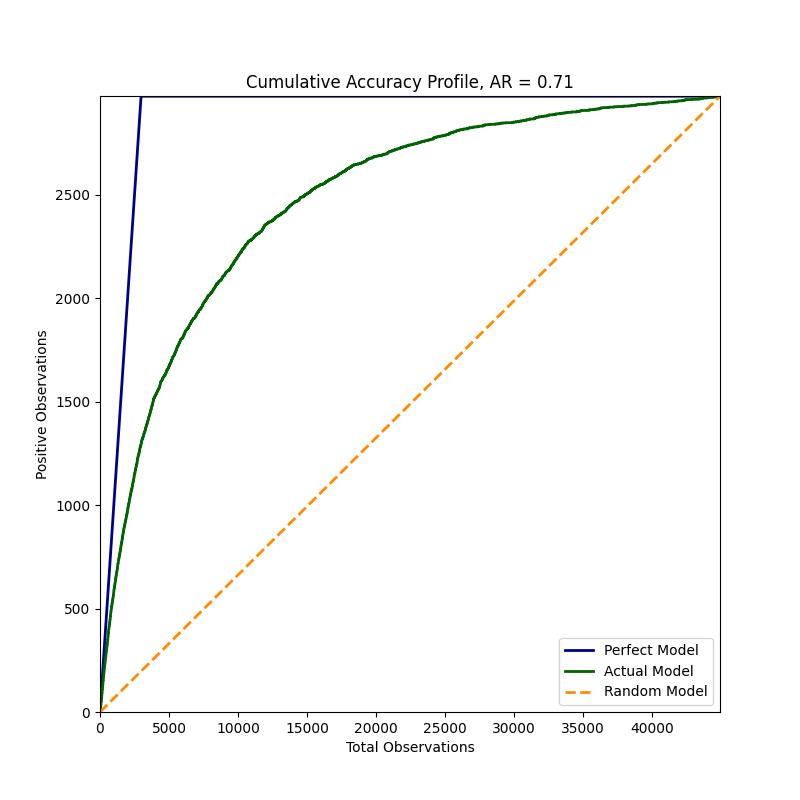 Cumulative Accuracy Profile, AR = 0.71
Positive Observations
2500
2000
1500
1000
500
0
0 5000 10000 15000 20000 25000 30000 35000 40000
Total Observations
Perfect Model
Actual Model
Random Model